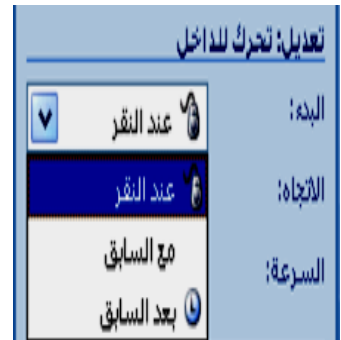 تعديل: تحرك للداخل
البدء:
عند النقر
الاتجاه:
عند النقر
مع السابق
السرعة:
بعد السابق